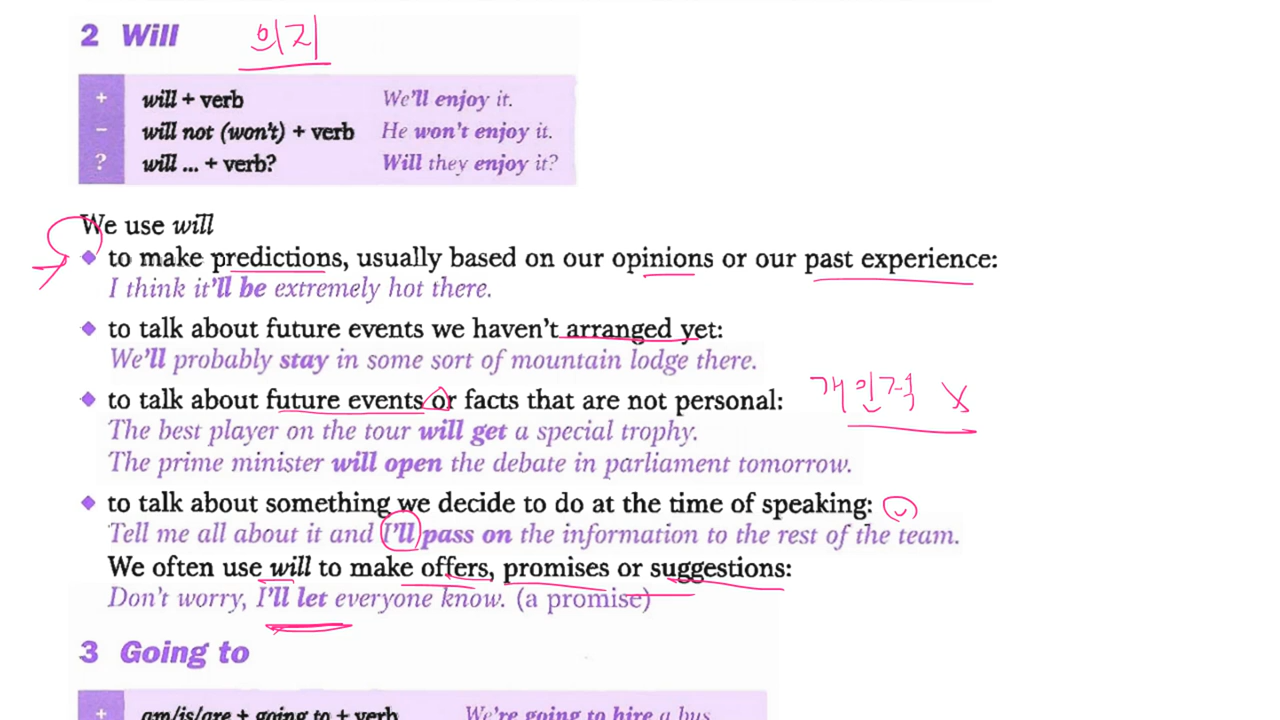 2 Will 의지
+ will + verb We'll enjoy it.
− will not (won't) + verb He won't enjoy it.
? will ... + verb? Will they enjoy it?
We use will
◆ to make predictions, usually based on our opinions or our past experience:
I think it'll be extremely hot there.
◆ to talk about future events we haven't arranged yet:
We'll probably stay in some sort of mountain lodge there.
◆ to talk about future events or facts that are not personal: 개인적 X
The best player on the tour will get a special trophy.
The prime minister will open the debate in parliament tomorrow.
◆ to talk about something we decide to do at the time of speaking:
Tell me all about it and I'll pass on the information to the rest of the team.
We often use will to make offers, promises or suggestions:
Don't worry, I'll let everyone know. (a promise)
3 Going to
+ am/is/are + going to + verb We're going to hire a bus.